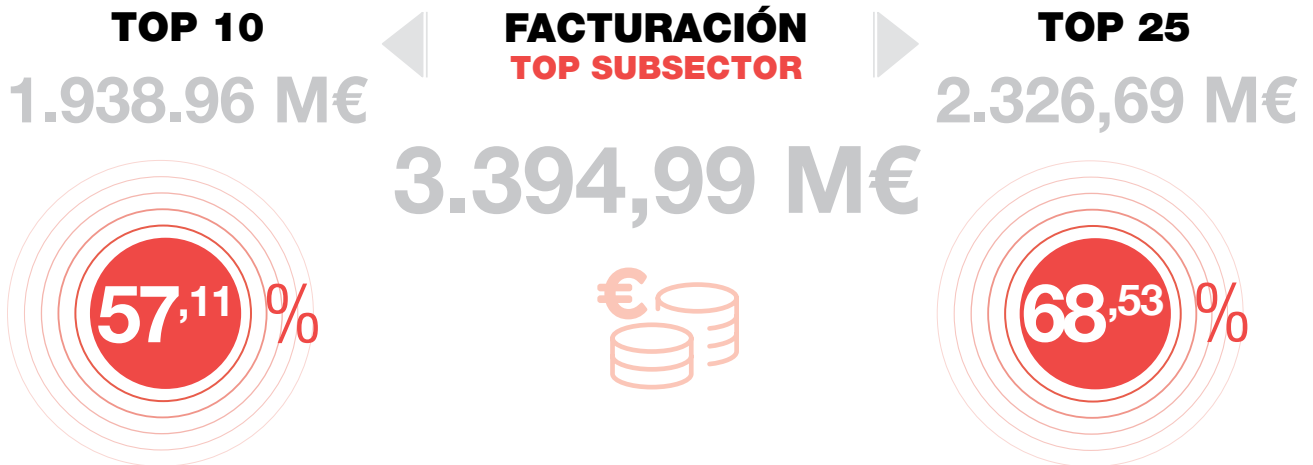 TOP 10
1.938.96 M€
57,11 %
FACTURACIÓN
TOP SUBSECTOR
3.394,99 M€
€
TOP 25
2.326,69 M€
68,53 %